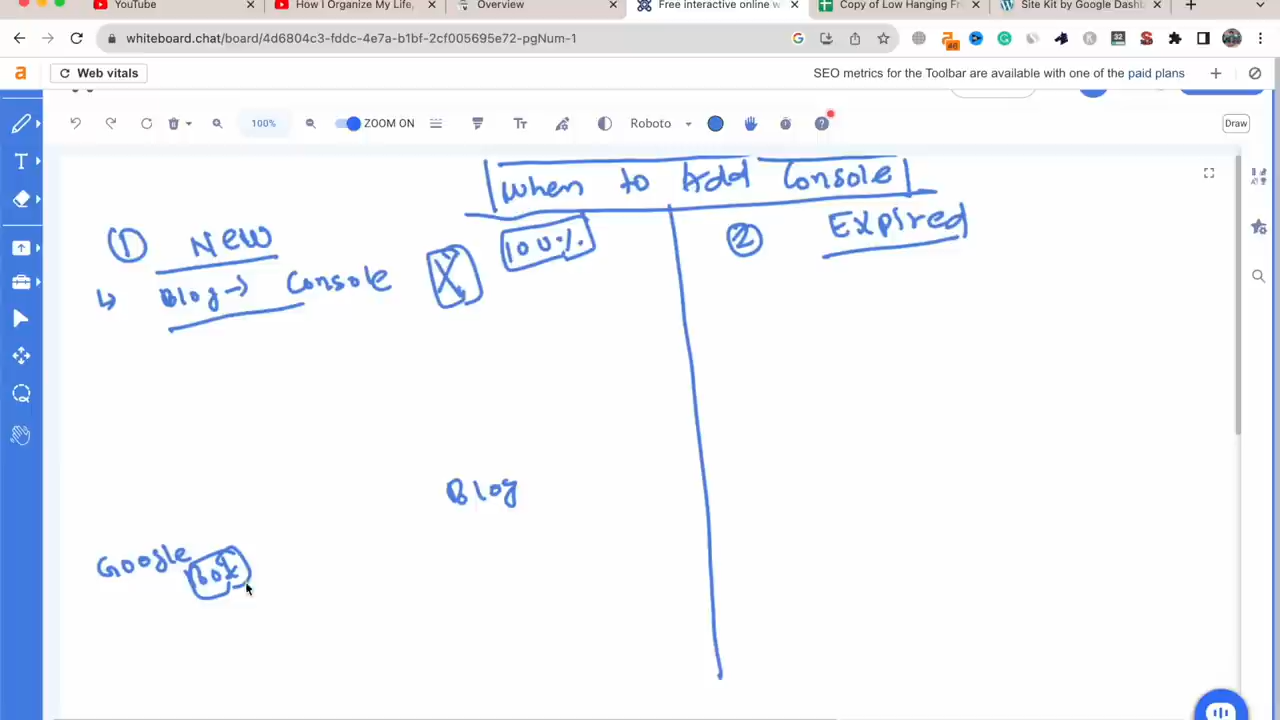 YouTube
How I Organize My Life,
Overview
Free interactive online w
Copy of Low Hanging Fr
Site Kit by Google Dashb
whiteboard.chat/board/4d6804c3-fddc-4e7a-b1bf-2cf005695e72-pgNum-1
Web vitals
SEO metrics for the Toolbar are available with one of the paid plans
100%
ZOOM ON
Roboto
Draw
When to Add Console
① New
100%
② Expired
↳ Blog → Console X
Blog
Google Bot